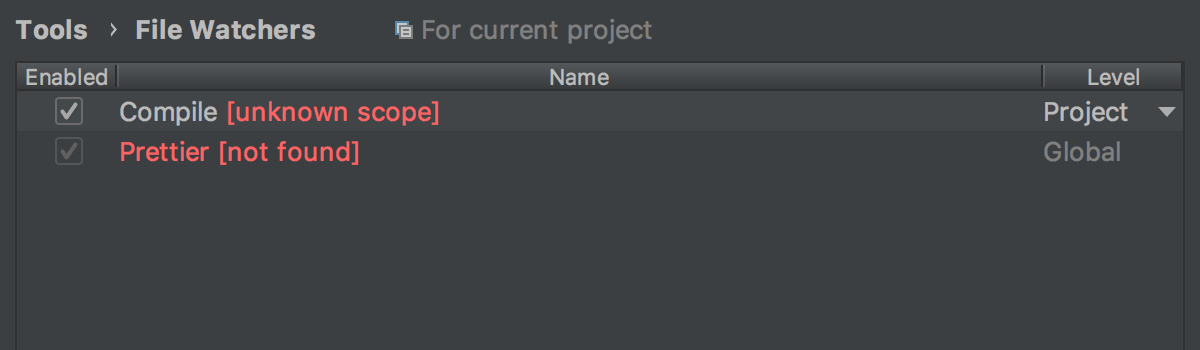 Tools › File Watchers For current project
Enabled Name Level
Compile [unknown scope] Project
Prettier [not found] Global